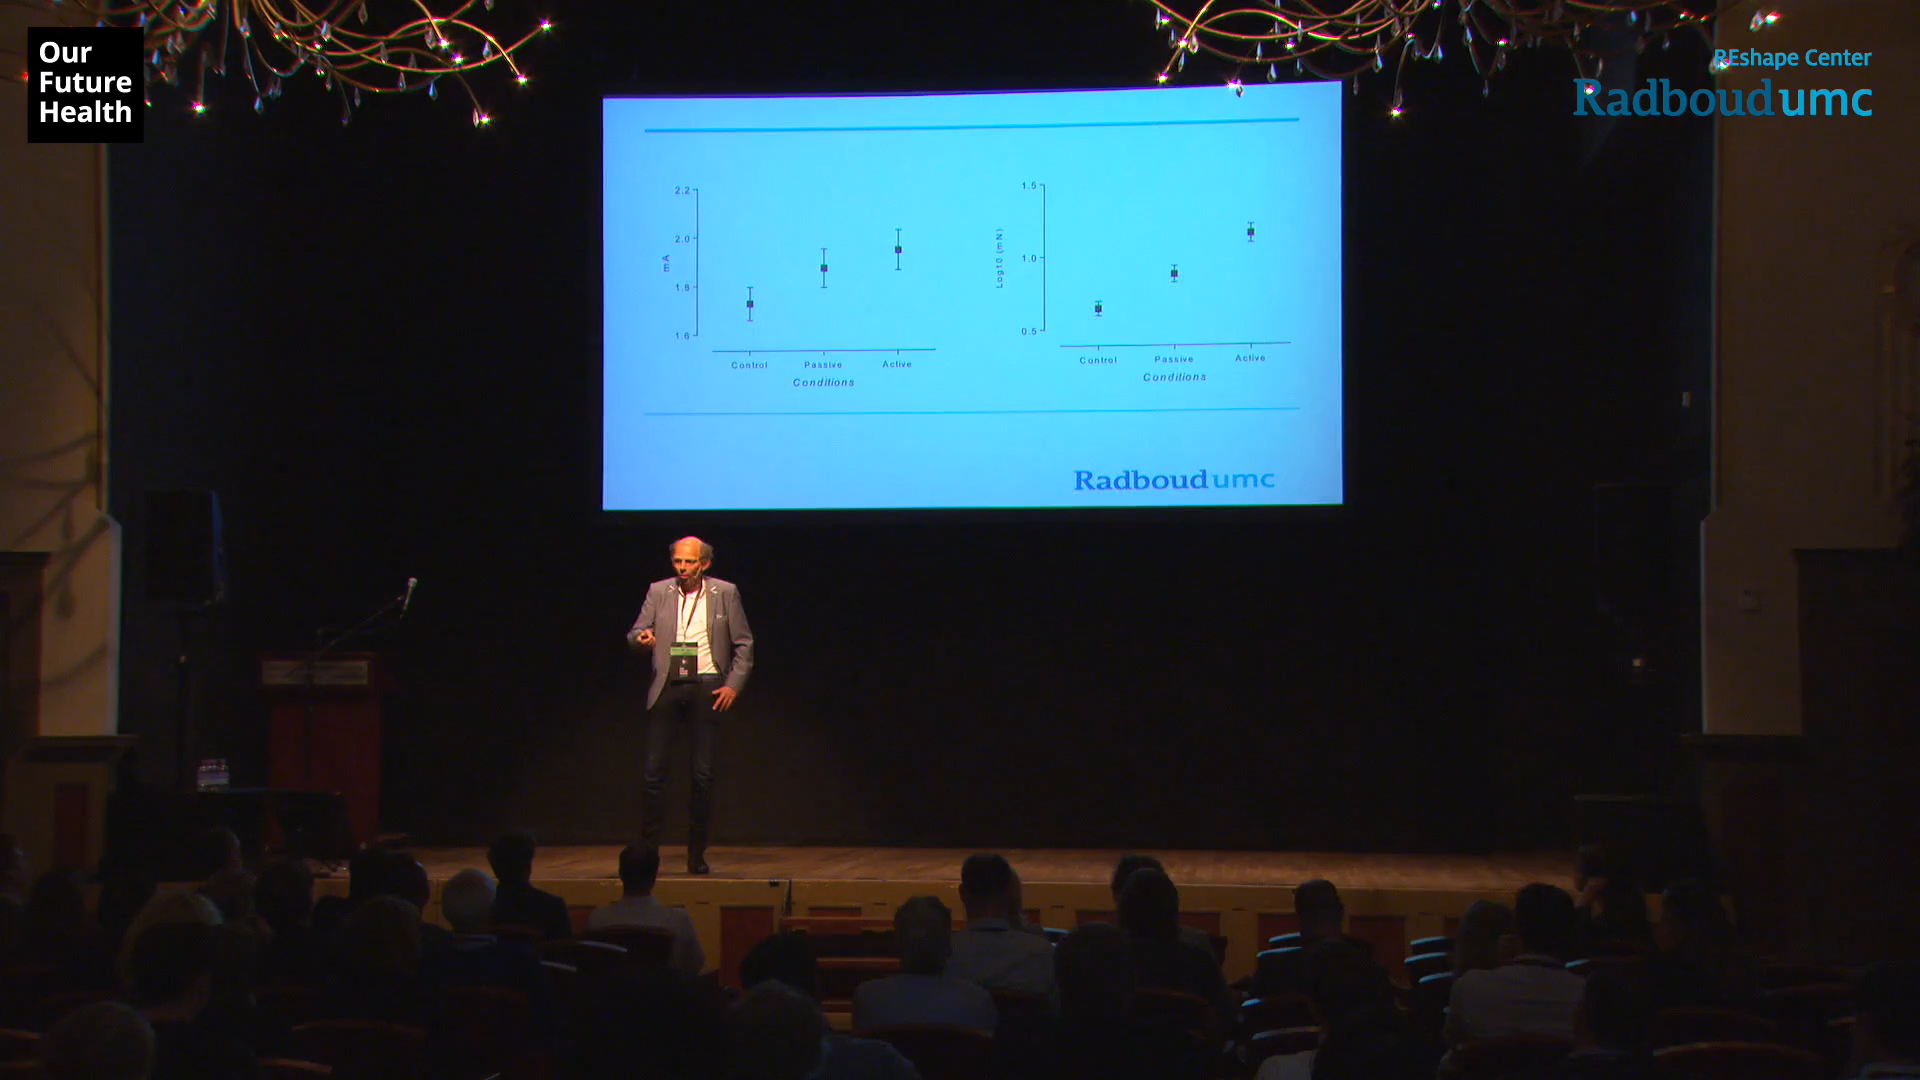 Our
Future
Health
REshape Center
Radboudumc
2.2
2.0
1.8
1.6
mA
Control
Passive
Active
Conditions
1.5
1.0
0.5
Log10 (mN)
Control
Passive
Active
Conditions
Radboudumc